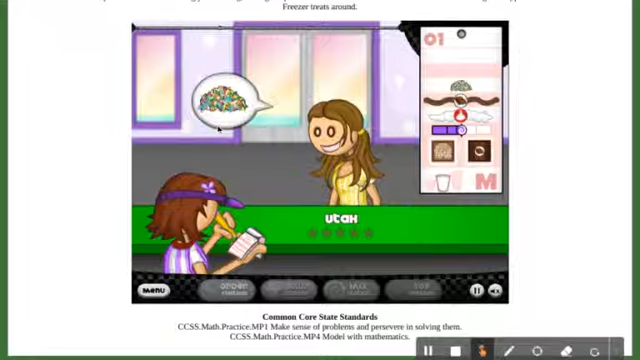 Freezer treats around.
01
M
Utah
MENU
Common Core State Standards
CCSS.Math.Practice.MP1 Make sense of problems and persevere in solving them.
CCSS.Math.Practice.MP4 Model with mathematics.